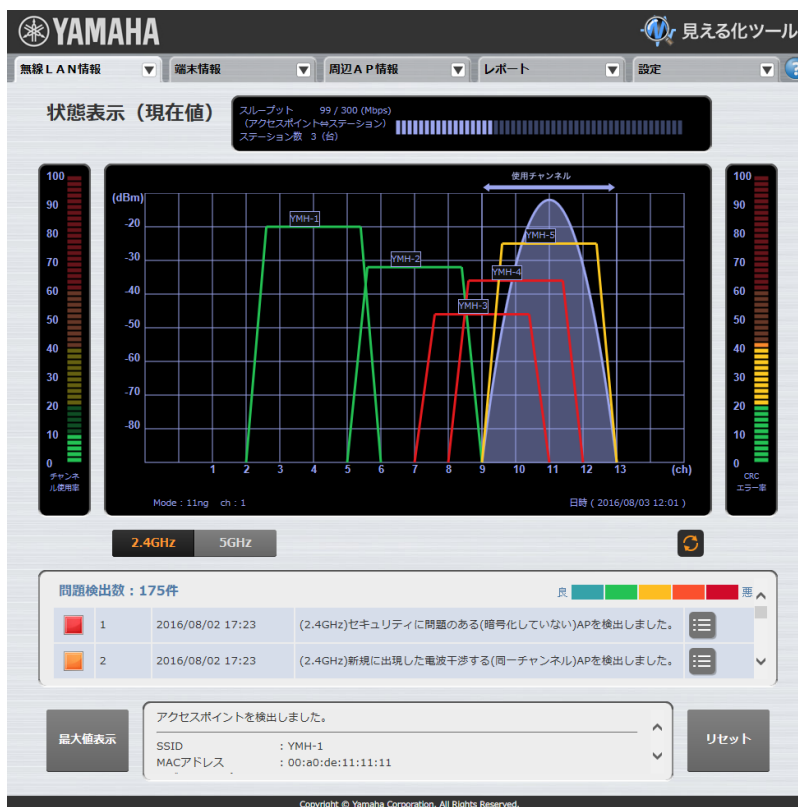 YAMAHA
見える化ツール
無線LAN情報
端末情報
周辺AP情報
レポート
設定
?
状態表示（現在値）
スループット 99 / 300 (Mbps)
（アクセスポイント⇔ステーション）
ステーション数 3（台）
100
90
80
70
60
50
40
30
20
10
0
チャンネル使用率
使用チャンネル
(dBm)
-20
-30
-40
-50
-60
-70
-80
YMH-1
YMH-2
YMH-3
YMH-4
YMH-5
1 2 3 4 5 6 7 8 9 10 11 12 13 (ch)
Mode : 11ng ch : 1
日時 ( 2016/08/03 12:01 )
100
90
80
70
60
50
40
30
20
10
0
CRC
エラー率
2.4GHz 5GHz
問題検出数 : 175件
良 悪
1 2016/08/02 17:23 (2.4GHz)セキュリティに問題のある(暗号化していない)APを検出しました。
2 2016/08/02 17:23 (2.4GHz)新規に出現した電波干渉する(同一チャンネル)APを検出しました。
最大値表示
アクセスポイントを検出しました。
SSID : YMH-1
MACアドレス : 00:a0:de:11:11:11
リセット
Copyright © Yamaha Corporation. All Rights Reserved.